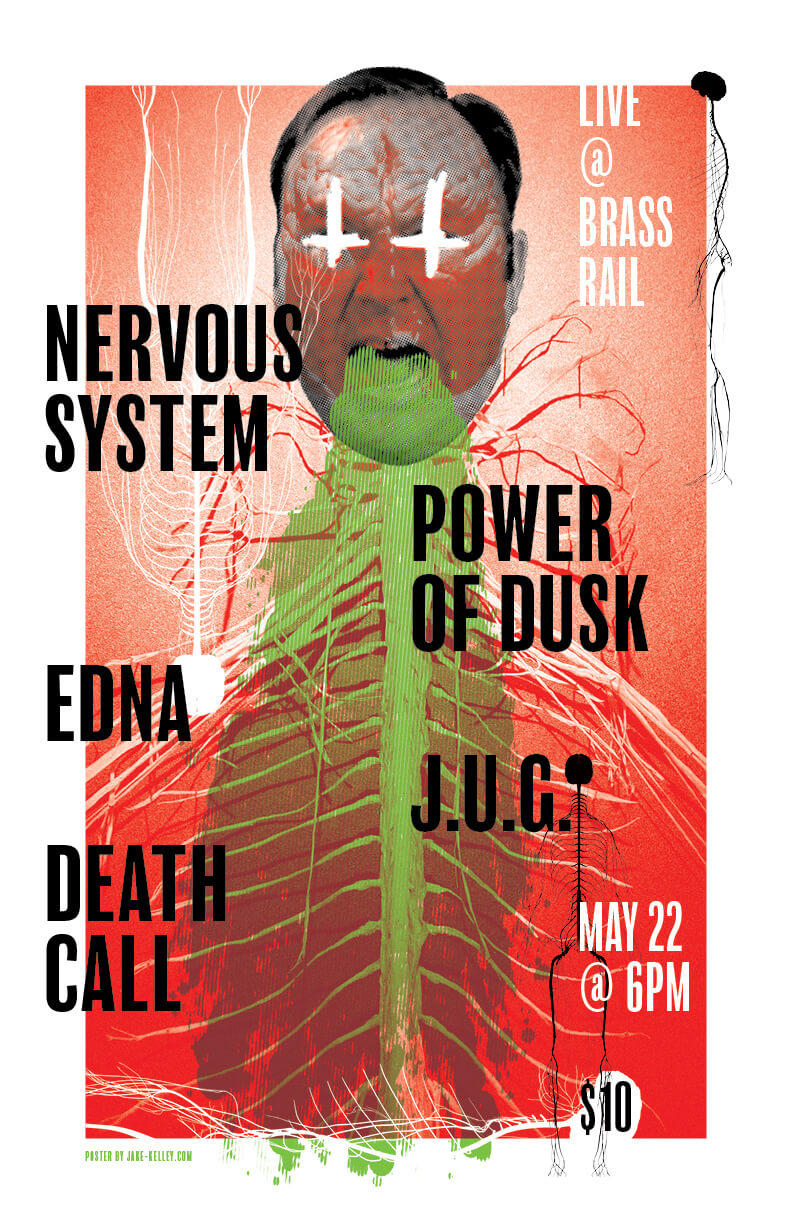 LIVE
@
BRASS
RAIL
NERVOUS
SYSTEM
POWER
OF DUSK
EDNA
J.U.G.
DEATH
CALL
MAY 22
@ 6PM
$10
POSTER BY JAKE-KELLEY.COM